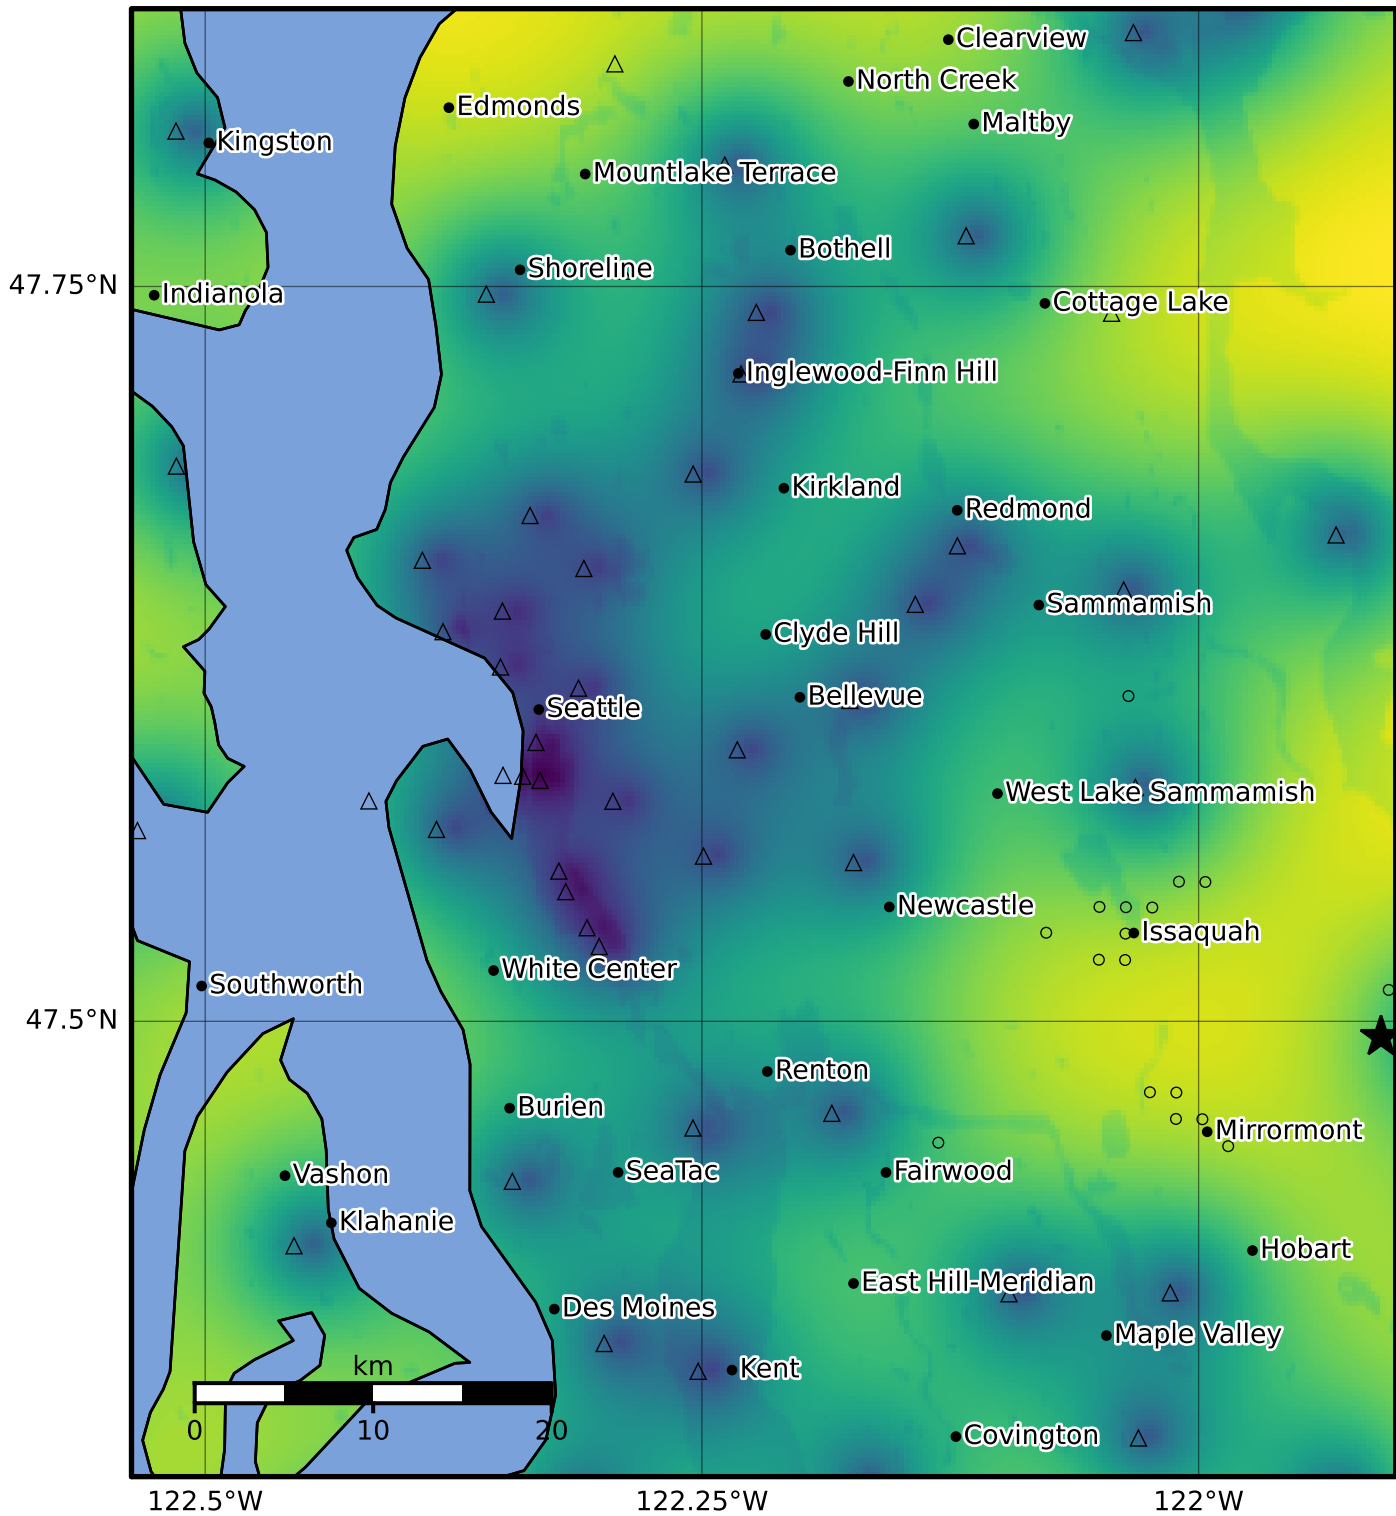 Clearview
North Creek
Edmonds
Maltby
Kingston
Mountlake Terrace
Bothell
Shoreline
47.75°N
Indianola
Cottage Lake
Inglewood-Finn Hill
Kirkland
Redmond
Sammamish
Clyde Hill
Bellevue
Seattle
West Lake Sammamish
Newcastle
Issaquah
White Center
Southworth
47.5°N
Renton
Burien
Mirrormont
SeaTac
Fairwood
Vashon
Klahanie
Hobart
East Hill-Meridian
Des Moines
Maple Valley
km
Kent
0 10 20
Covington
122.5°W 122.25°W 122°W